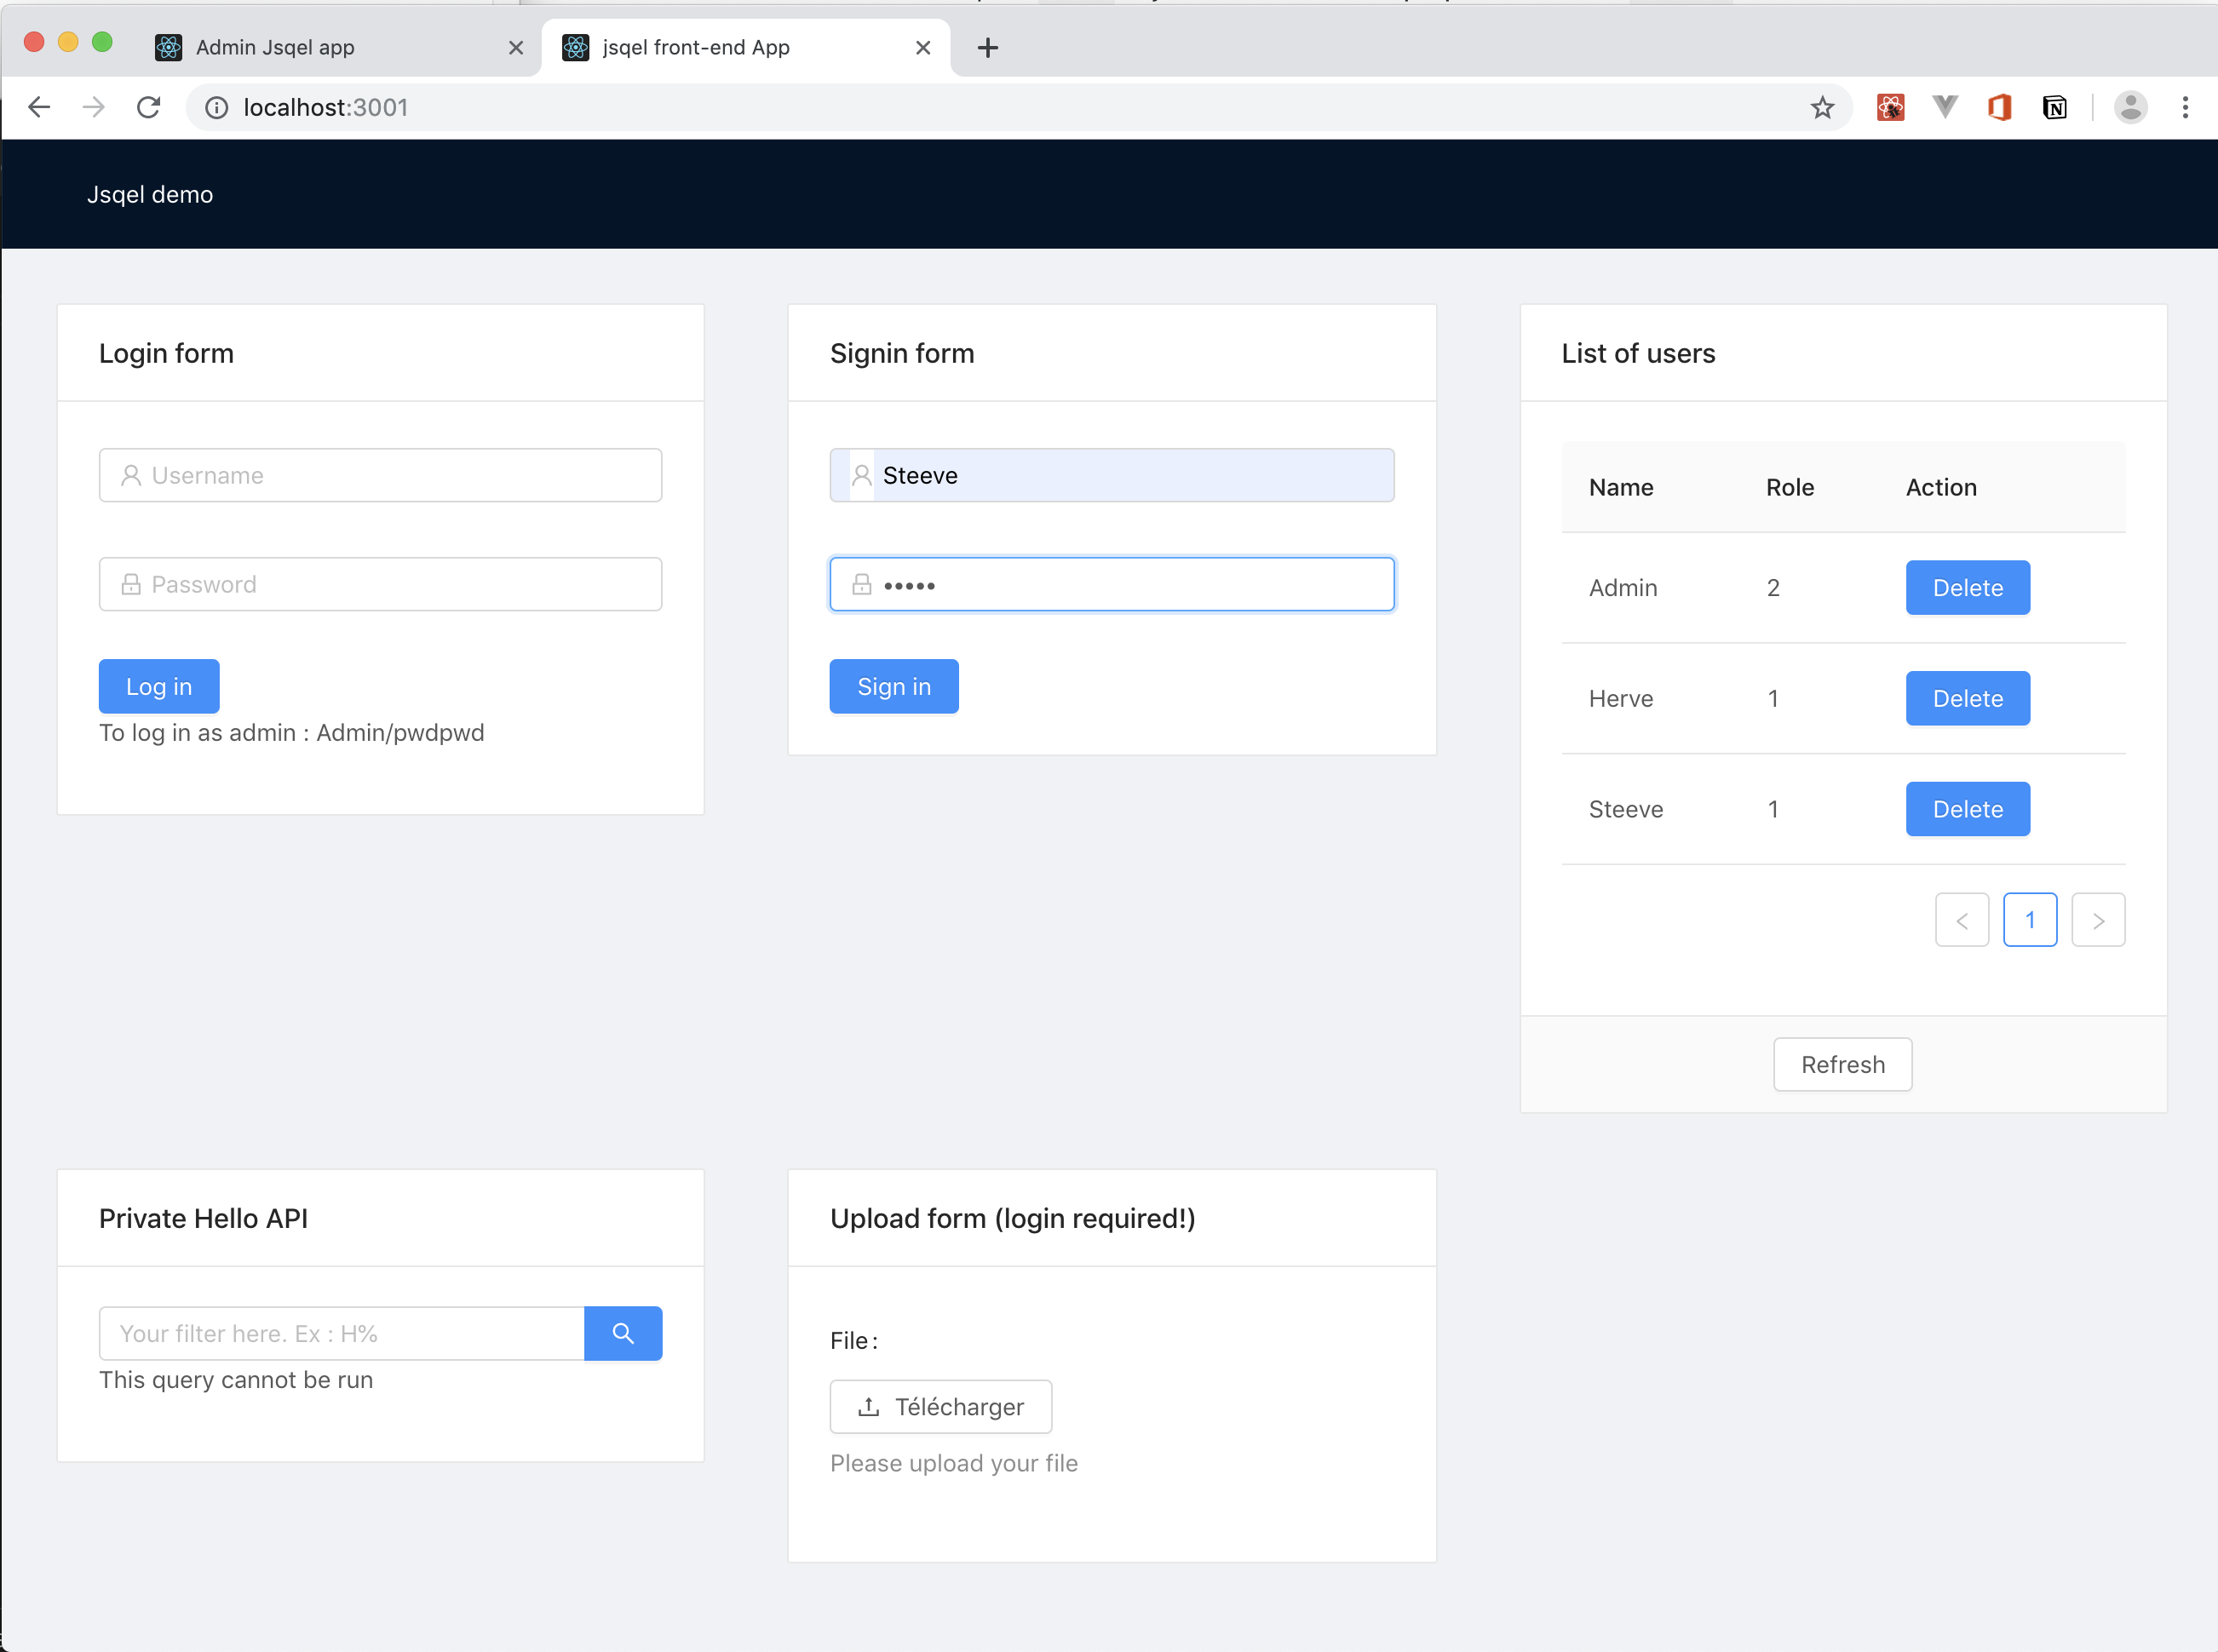 Admin Jsqel app
jsqel front-end App
localhost:3001
Jsqel demo
Login form
Username
Password
Log in
To log in as admin : Admin/pwdpwd
Signin form
Steeve
•••••
Sign in
List of users
Name Role Action
Admin 2 Delete
Herve 1 Delete
Steeve 1 Delete
< 1 >
Refresh
Private Hello API
Your filter here. Ex : H%
This query cannot be run
Upload form (login required!)
File :
Télécharger
Please upload your file